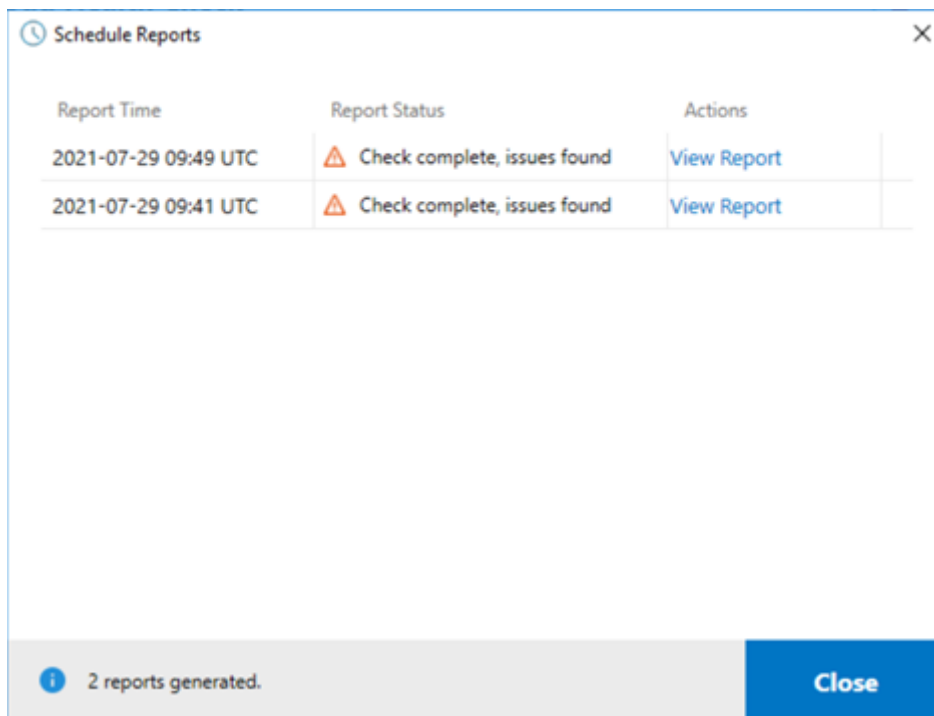 Schedule Reports
Report Time Report Status Actions
2021-07-29 09:49 UTC Check complete, issues found View Report
2021-07-29 09:41 UTC Check complete, issues found View Report
2 reports generated. Close